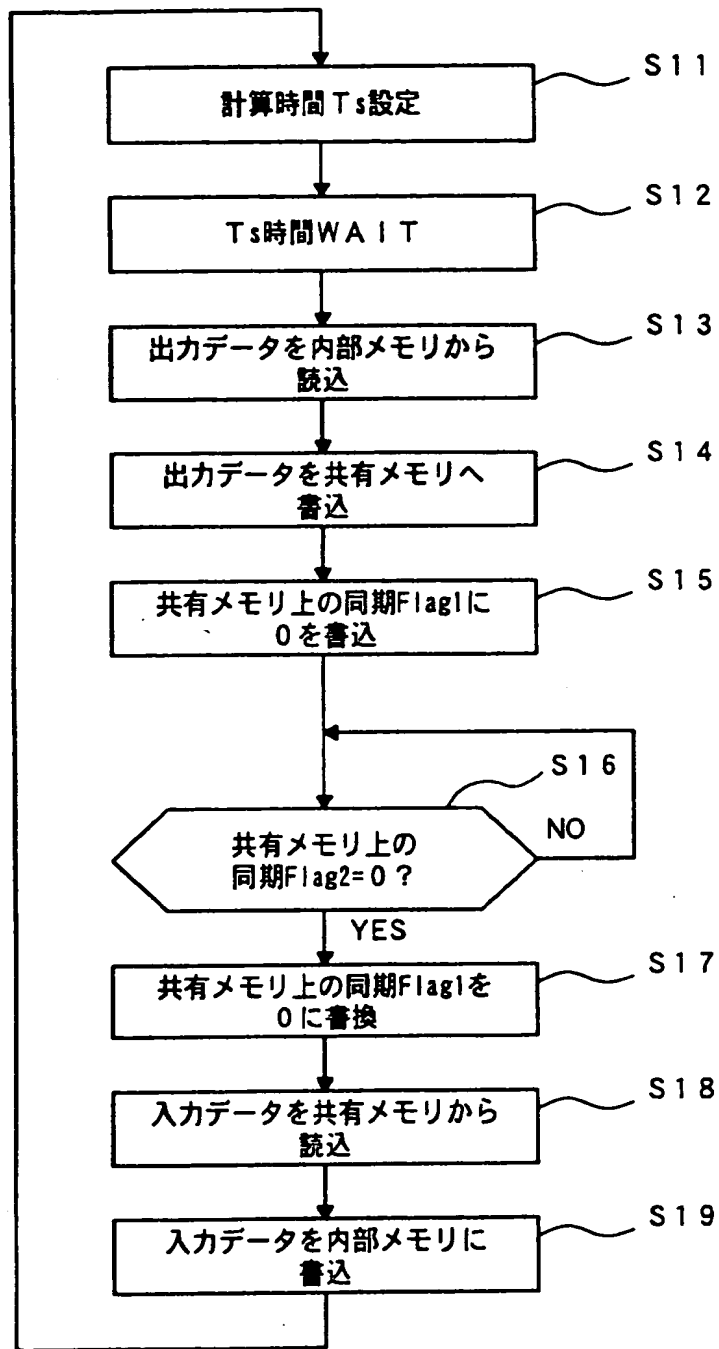 S11
計算時間Ts設定
S12
Ts時間WAIT
S13
出力データを内部メモリから
読込
S14
出力データを共有メモリへ
書込
S15
共有メモリ上の同期Flag1に
0を書込
S16
共有メモリ上の
同期Flag2=0?
NO
YES
S17
共有メモリ上の同期Flag1を
0に書換
S18
入力データを共有メモリから
読込
S19
入力データを内部メモリに
書込